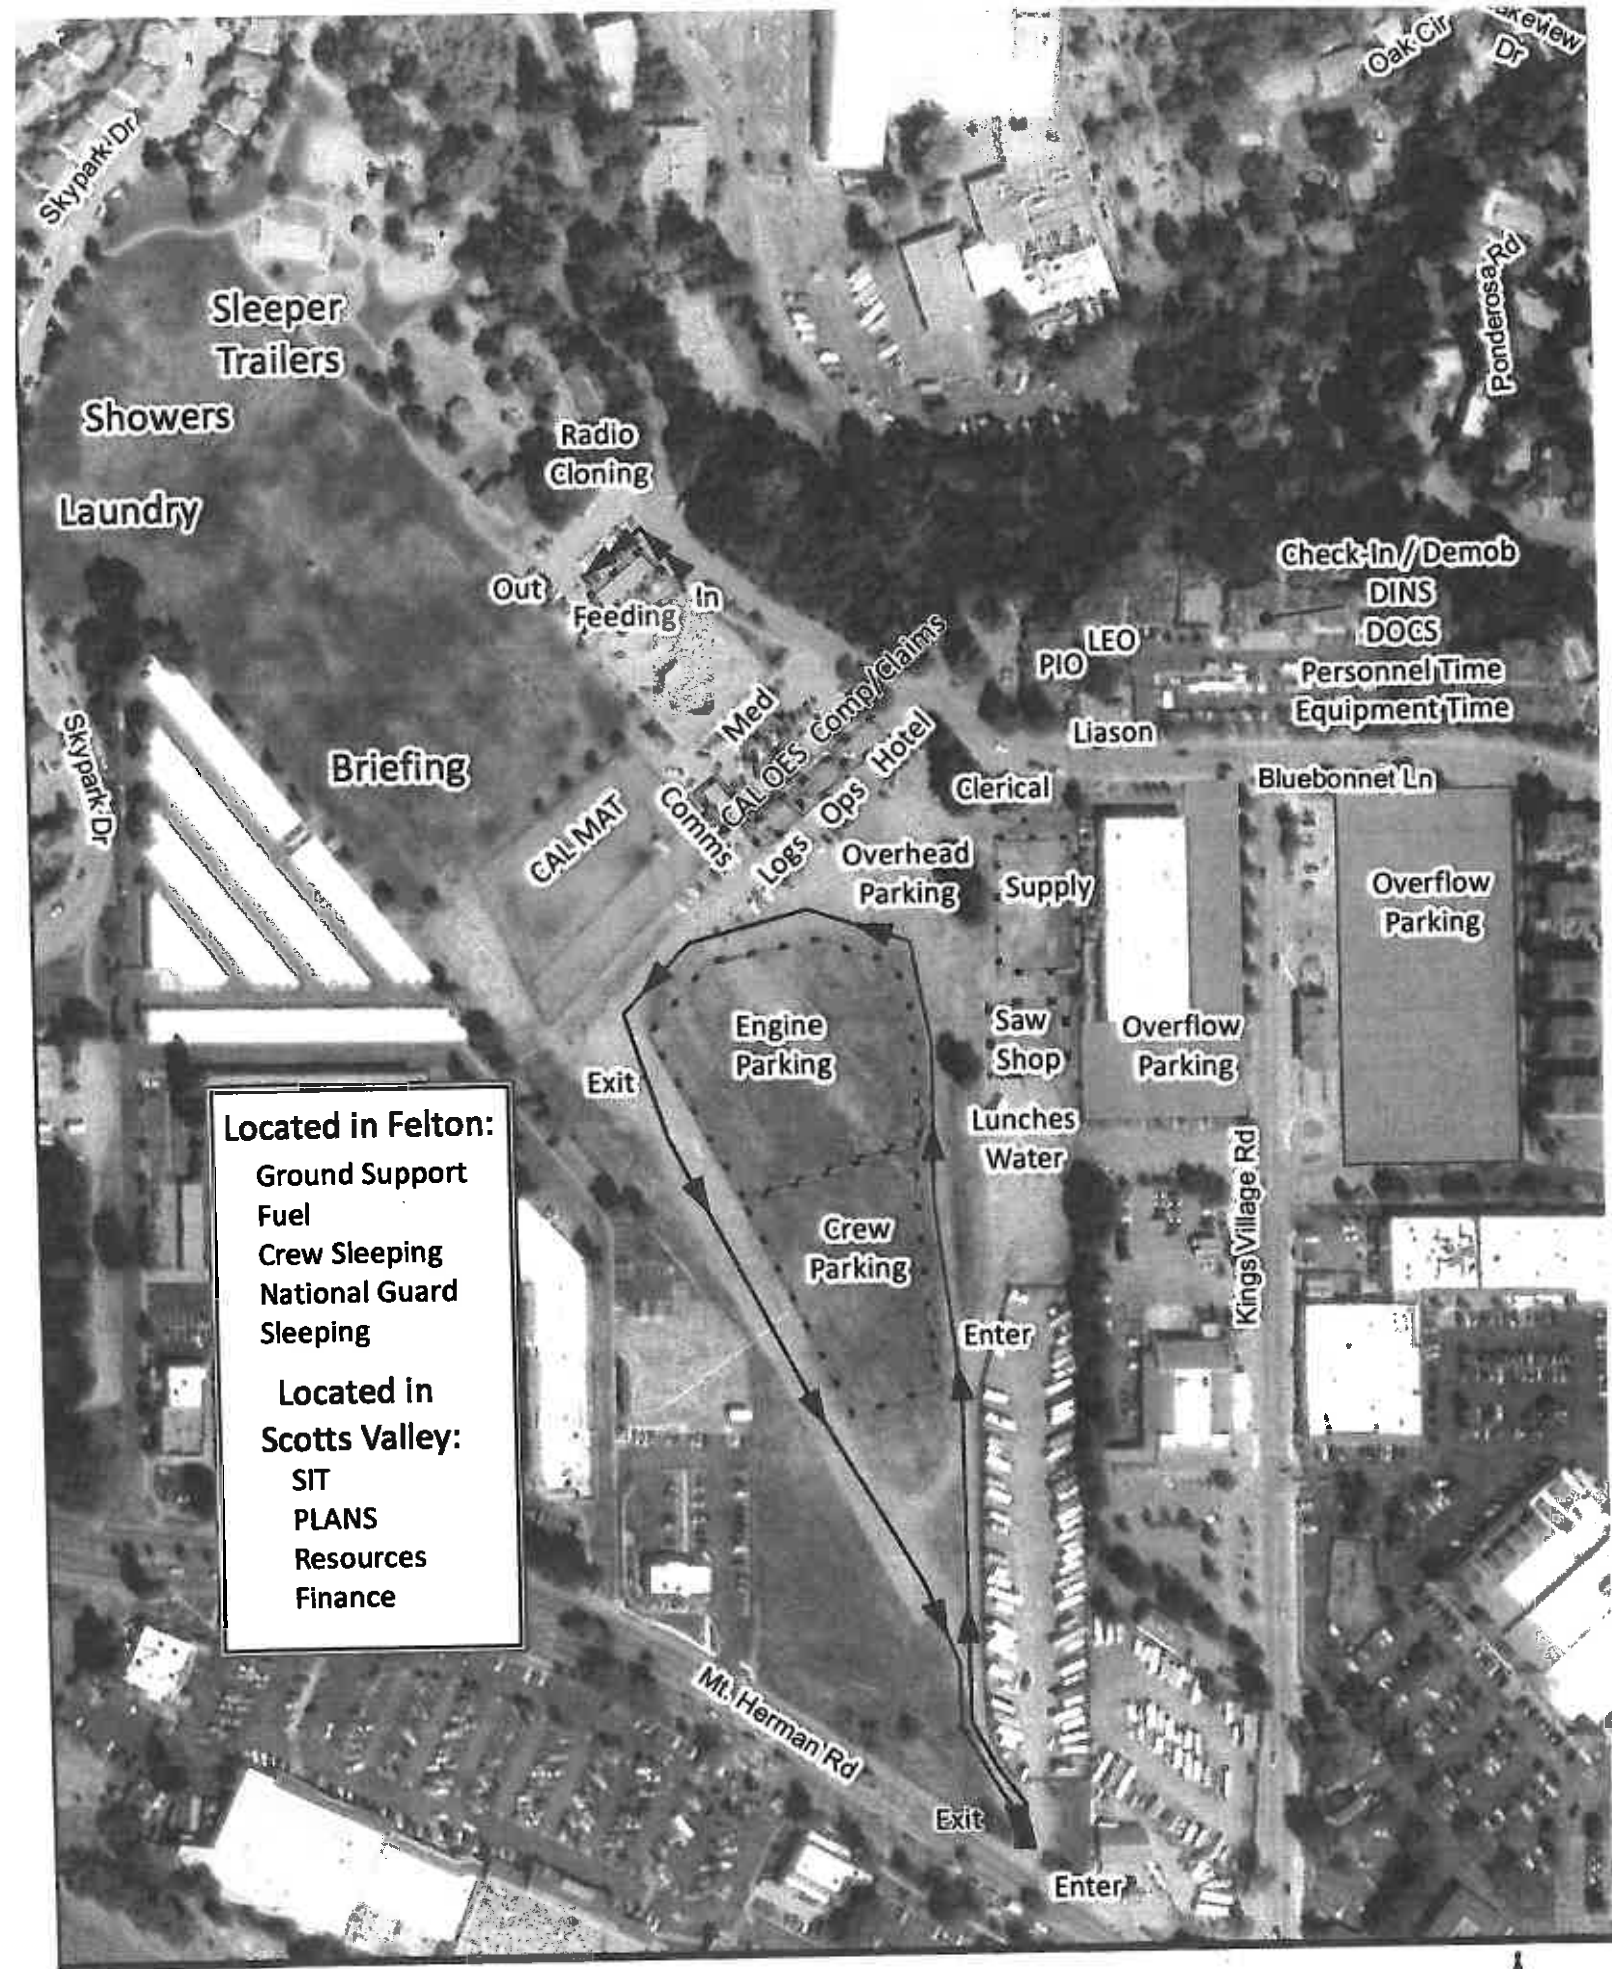 Oak Cir
Dr
Skypark Dr
Ponderosa Rd
Sleeper
Trailers
Showers
Radio
Cloning
Laundry
Out
In
Feeding
Check-In / Demob
DINS
DOCS
LEO
PIO
Personnel Time
Equipment Time
Liason
Bluebonnet Ln
Skypark Dr
Briefing
Med
Comp/claims
CAL OES
Hotel
Comms
Ops
Logs
CALMAT
Clerical
Overhead
Parking
Supply
Overflow
Parking
Engine
Parking
Saw
Shop
Overflow
Parking
Exit
Lunches
Water
Kings Village Rd
Crew
Parking
Enter
Located in Felton:
Ground Support
Fuel
Crew Sleeping
National Guard
Sleeping
Located in
Scotts Valley:
SIT
PLANS
Resources
Finance
Mt. Herman Rd
Exit
Enter